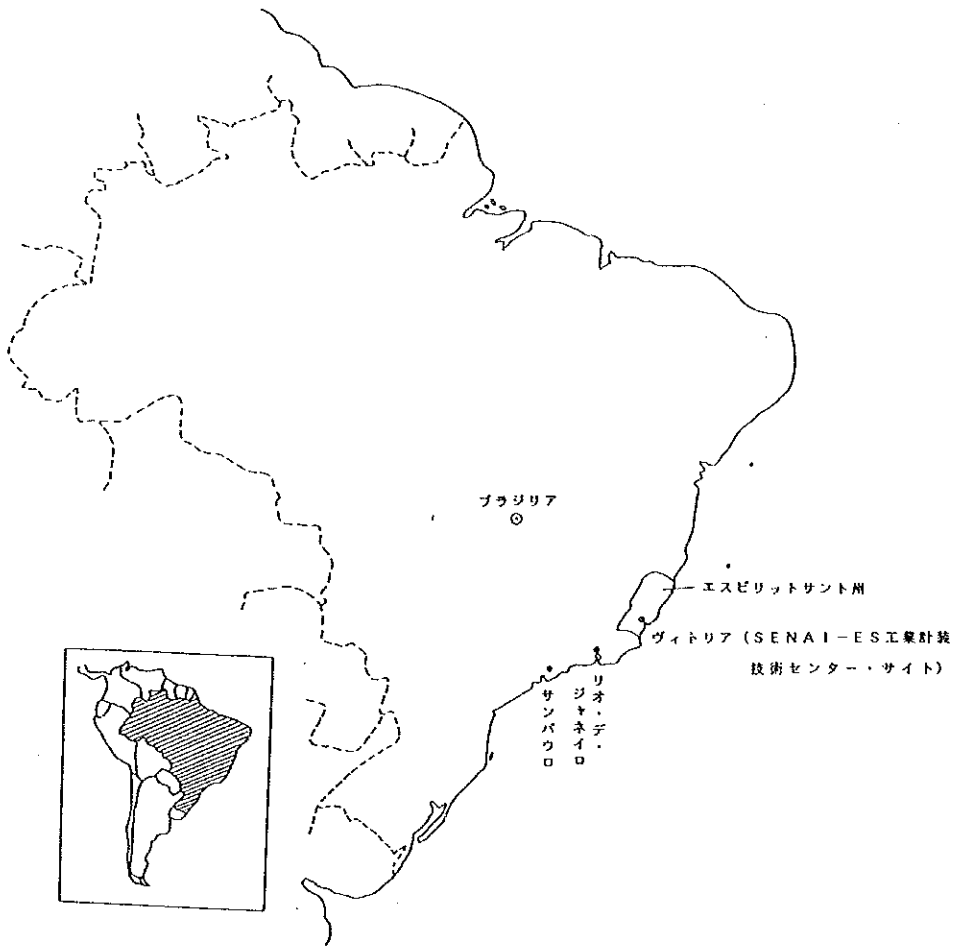 ブラジリア
エスピリットサント州
ヴィトリア（SENAI－ES工業計装
技術センター・サイト）
リオ・デ・
ジャネイロ
サンパウロ